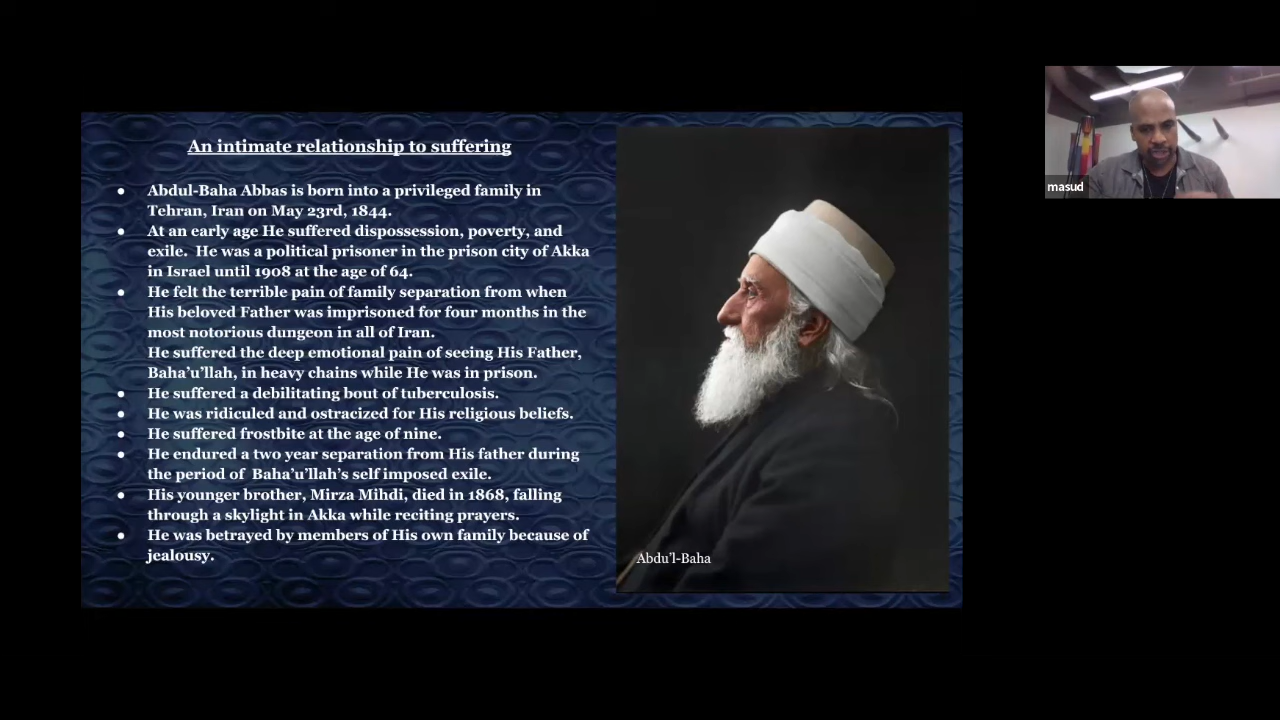 An intimate relationship to suffering
● Abdul-Baha Abbas is born into a privileged family in
Tehran, Iran on May 23rd, 1844.
● At an early age He suffered dispossession, poverty, and
exile.  He was a political prisoner in the prison city of Akka
in Israel until 1908 at the age of 64.
● He felt the terrible pain of family separation from when
His beloved Father was imprisoned for four months in the
most notorious dungeon in all of Iran.
He suffered the deep emotional pain of seeing His Father,
Baha’u’llah, in heavy chains while He was in prison.
● He suffered a debilitating bout of tuberculosis.
● He was ridiculed and ostracized for His religious beliefs.
● He suffered frostbite at the age of nine.
● He endured a two year separation from His father during
the period of  Baha’u’llah’s self imposed exile.
● His younger brother, Mirza Mihdi, died in 1868, falling
through a skylight in Akka while reciting prayers.
● He was betrayed by members of His own family because of
jealousy.
Abdu’l-Baha
masud